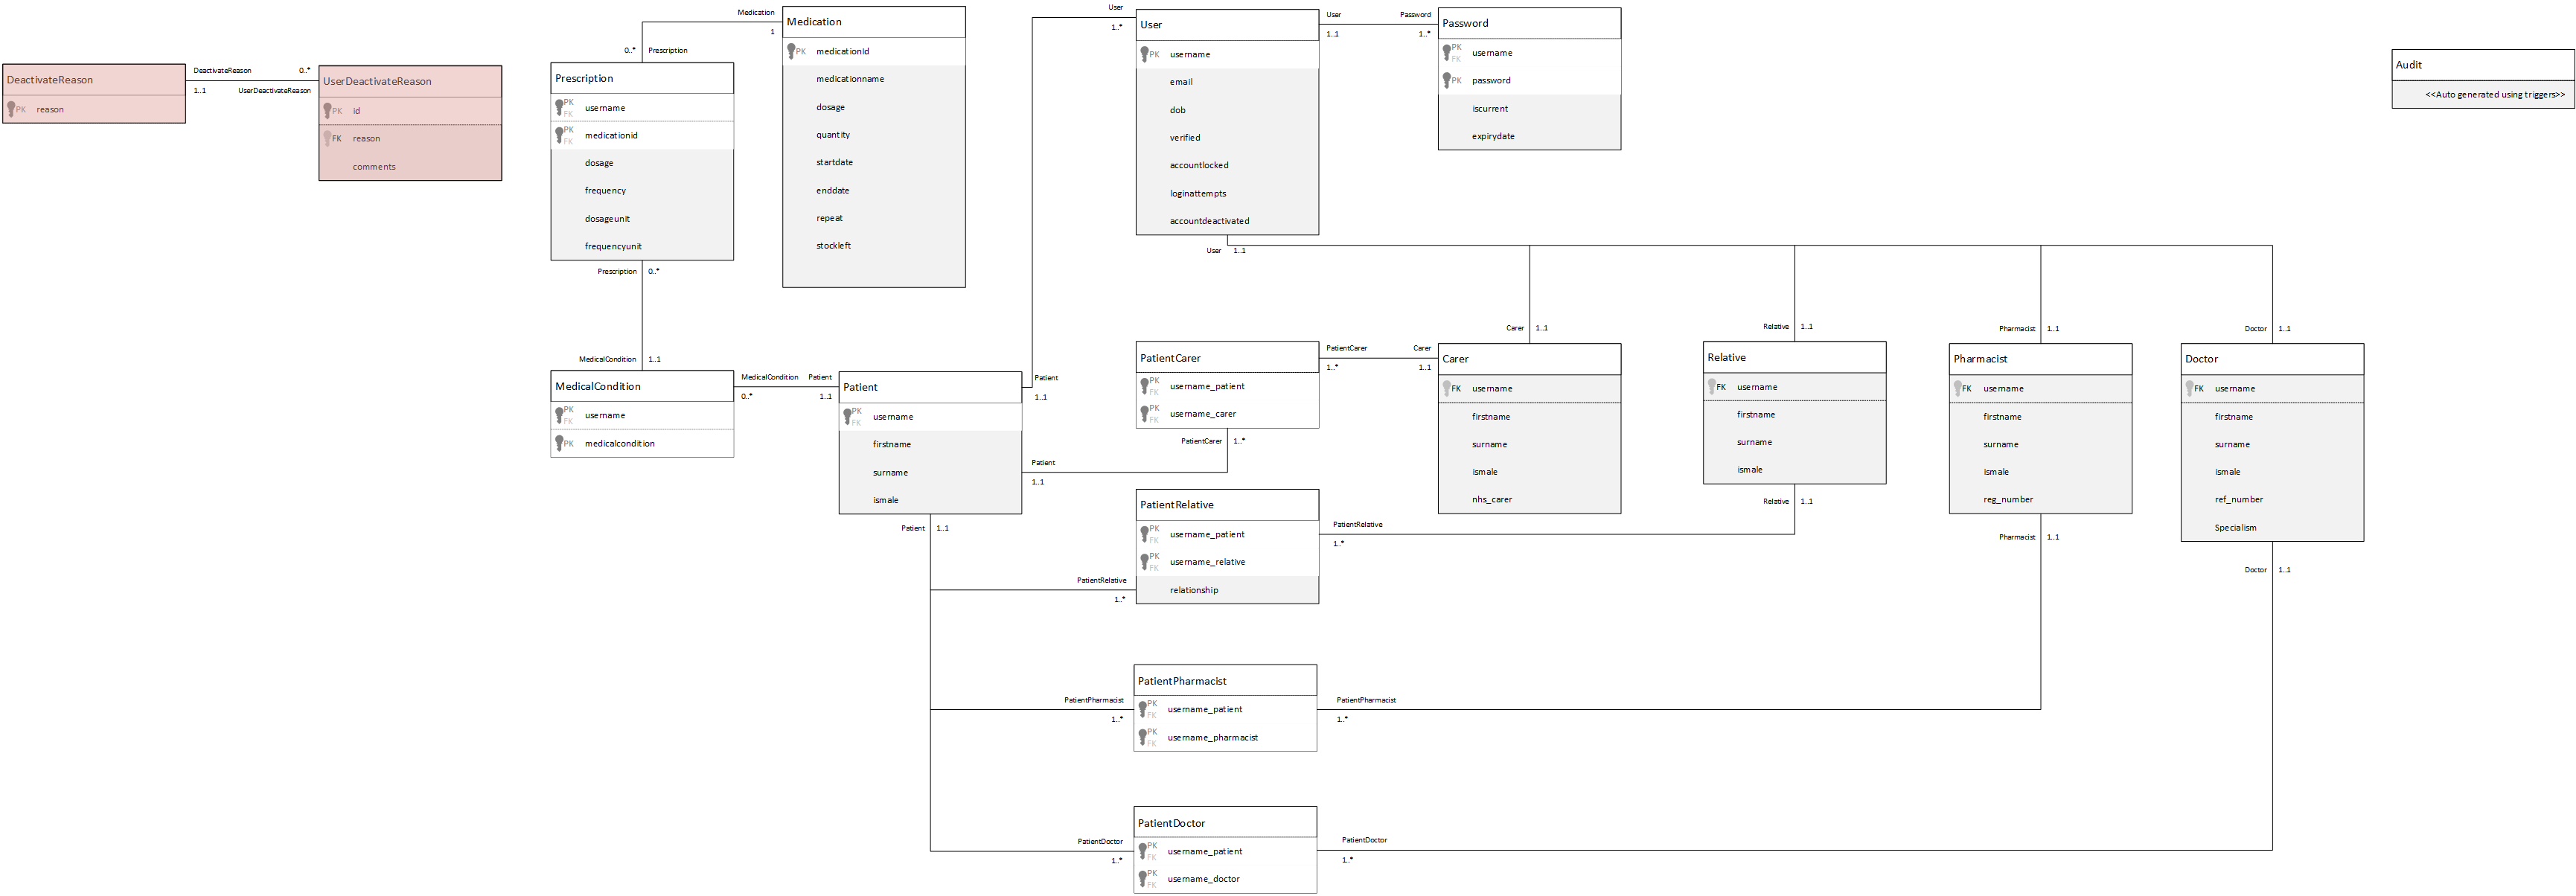 DeactivateReason
PK reason
DeactivateReason 0..*
1..1 UserDeactivateReason
UserDeactivateReason
PK id
FK reason
comments
Medication
1
0..* Prescription
Prescription
PK FK username
PK FK medicationid
dosage
frequency
dosageunit
frequencyunit
Prescription 0..*
MedicalCondition 1..1
Medication
PK medicationId
medicationname
dosage
quantity
startdate
enddate
repeat
stockleft
MedicalCondition
PK FK username
PK medicalcondition
MedicalCondition Patient
0..* 1..1
Patient
PK FK username
firstname
surname
ismale
User
1..*
Patient
1..1
Patient
1..1
Patient 1..1
User
PK username
email
dob
verified
accountlocked
loginattempts
accountdeactivated
User 1..1
User Password
1..1 1..*
Password
PK FK username
PK password
iscurrent
expirydate
Audit
<<Auto generated using triggers>>
PatientCarer
PK FK username_patient
PK FK username_carer
PatientCarer 1..*
PatientCarer Carer
1..* 1..1
Carer 1..1
Carer
FK username
firstname
surname
ismale
nhs_carer
Relative 1..1
Relative
FK username
firstname
surname
ismale
Relative 1..1
Pharmacist 1..1
Pharmacist
FK username
firstname
surname
ismale
reg_number
Pharmacist 1..1
Doctor 1..1
Doctor
FK username
firstname
surname
ismale
ref_number
Specialism
Doctor 1..1
PatientRelative
PK FK username_patient
PK FK username_relative
relationship
PatientRelative
1..*
PatientRelative
1..*
PatientPharmacist
PK FK username_patient
PK FK username_pharmacist
PatientPharmacist
1..*
PatientPharmacist
1..*
PatientDoctor
PK FK username_patient
PK FK username_doctor
PatientDoctor
1..*
PatientDoctor
1..*